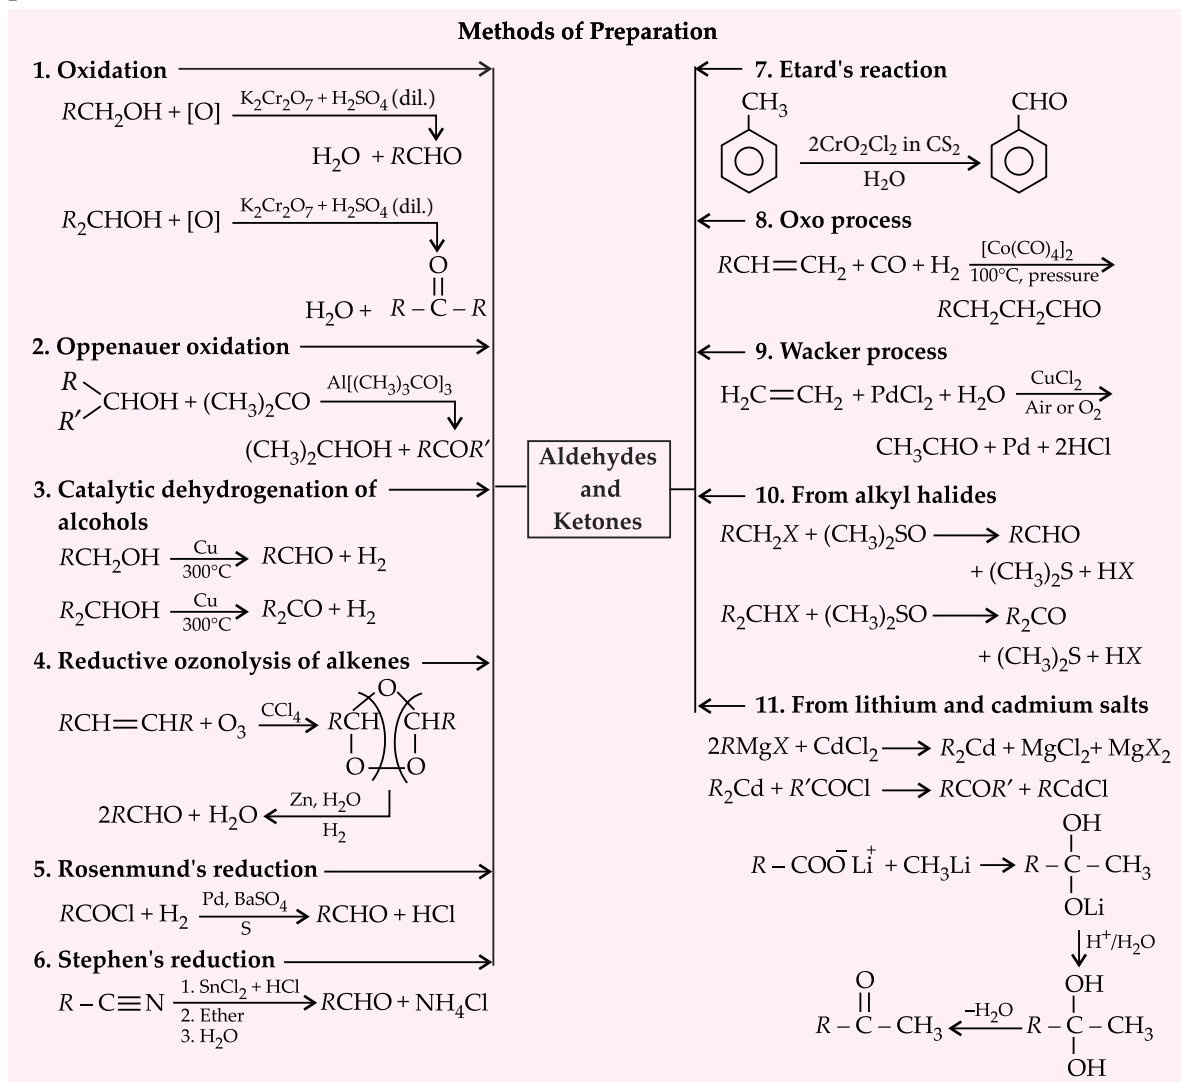 Methods of Preparation
1. Oxidation
RCH₂OH + [O] K₂Cr₂O₇ + H₂SO₄ (dil.)
H₂O + RCHO
R₂CHOH + [O] K₂Cr₂O₇ + H₂SO₄ (dil.)
O
||
H₂O + R – C – R
2. Oppenauer oxidation
R
R′
CHOH + (CH₃)₂CO Al[(CH₃)₃CO]₃
(CH₃)₂CHOH + RCOR′
3. Catalytic dehydrogenation of
alcohols
RCH₂OH Cu 300°C → RCHO + H₂
R₂CHOH Cu 300°C → R₂CO + H₂
4. Reductive ozonolysis of alkenes
RCH=CHR + O₃ CCl₄ →
O
RCH CHR
O—O
2RCHO + H₂O ← Zn, H₂O
H₂
5. Rosenmund's reduction
RCOCl + H₂ Pd, BaSO₄ → RCHO + HCl
S
6. Stephen's reduction
R – C≡N 1. SnCl₂ + HCl → RCHO + NH₄Cl
2. Ether
3. H₂O
Aldehydes
and
Ketones
7. Etard's reaction
CH₃ CHO
2CrO₂Cl₂ in CS₂ →
H₂O
8. Oxo process
RCH=CH₂ + CO + H₂ [Co(CO)₄]₂ →
100°C, pressure
RCH₂CH₂CHO
9. Wacker process
H₂C=CH₂ + PdCl₂ + H₂O CuCl₂ →
Air or O₂
CH₃CHO + Pd + 2HCl
10. From alkyl halides
RCH₂X + (CH₃)₂SO → RCHO
+ (CH₃)₂S + HX
R₂CHX + (CH₃)₂SO → R₂CO
+ (CH₃)₂S + HX
11. From lithium and cadmium salts
2RMgX + CdCl₂ → R₂Cd + MgCl₂ + MgX₂
R₂Cd + R′COCl → RCOR′ + RCdCl
OH
R – COO⁻ Li⁺ + CH₃Li → R – C – CH₃
OLi
H⁺/H₂O
O OH
R – C – CH₃ ← –H₂O R – C – CH₃
OH